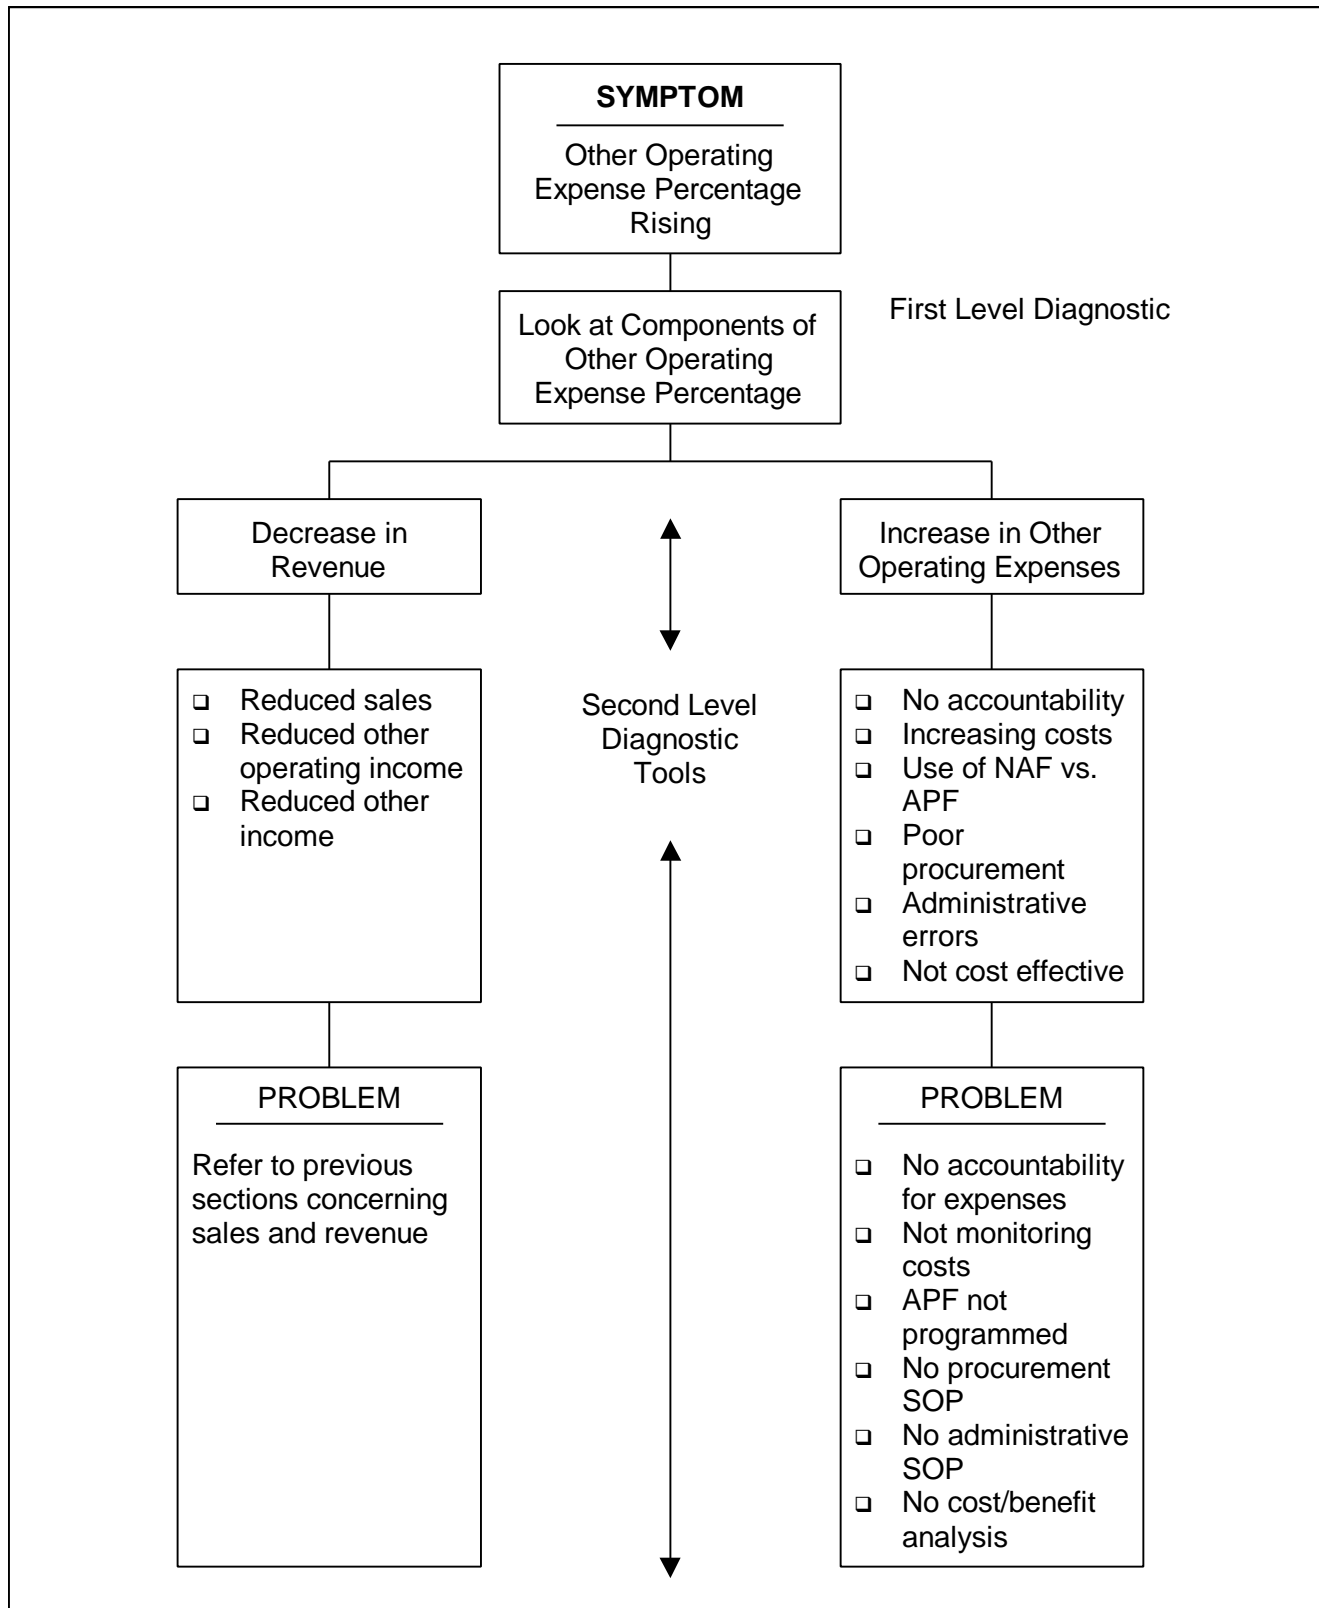 SYMPTOM
Other Operating
Expense Percentage
Rising
First Level Diagnostic
Look at Components of
Other Operating
Expense Percentage
Decrease in
Revenue
Increase in Other
Operating Expenses
❑ Reduced sales
❑ Reduced other
operating income
❑ Reduced other
income
Second Level
Diagnostic
Tools
❑ No accountability
❑ Increasing costs
❑ Use of NAF vs.
APF
❑ Poor
procurement
❑ Administrative
errors
❑ Not cost effective
PROBLEM
Refer to previous
sections concerning
sales and revenue
PROBLEM
❑ No accountability
for expenses
❑ Not monitoring
costs
❑ APF not
programmed
❑ No procurement
SOP
❑ No administrative
SOP
❑ No cost/benefit
analysis